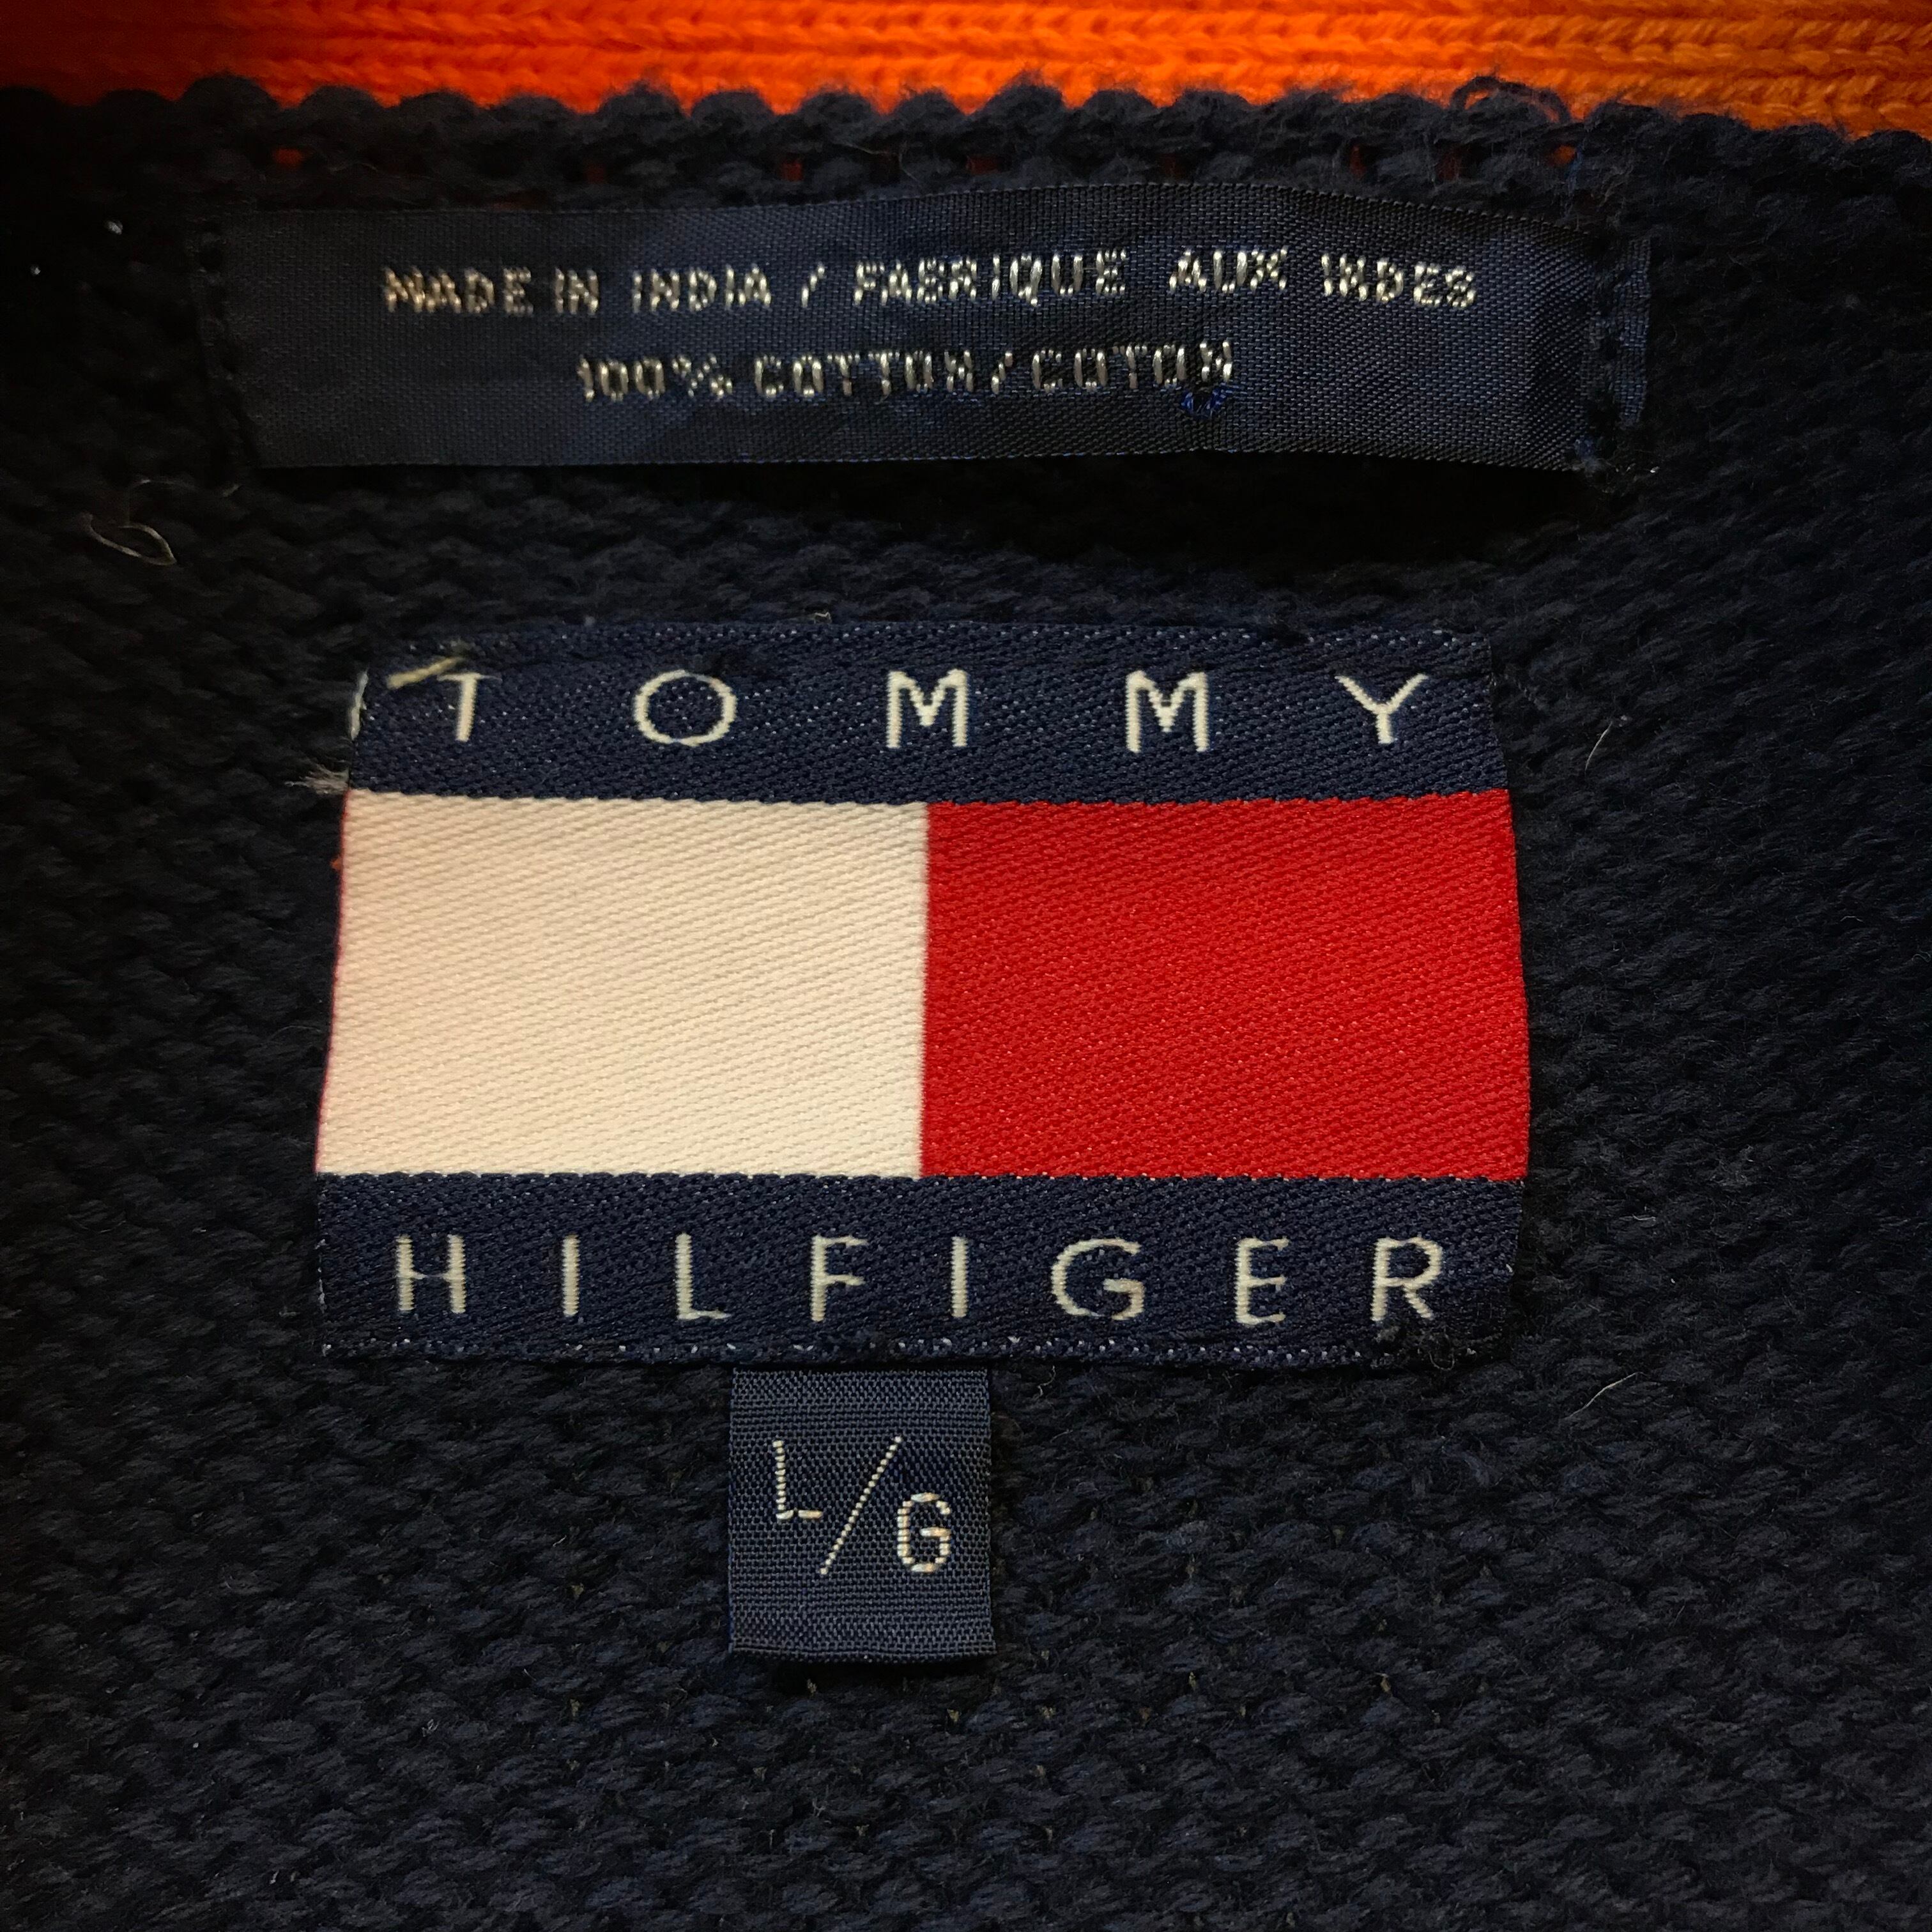 MADE IN INDIA / FABRIQUE AUX INDES
100% COTTON / COTON
TOMMY
HILFIGER
L/G